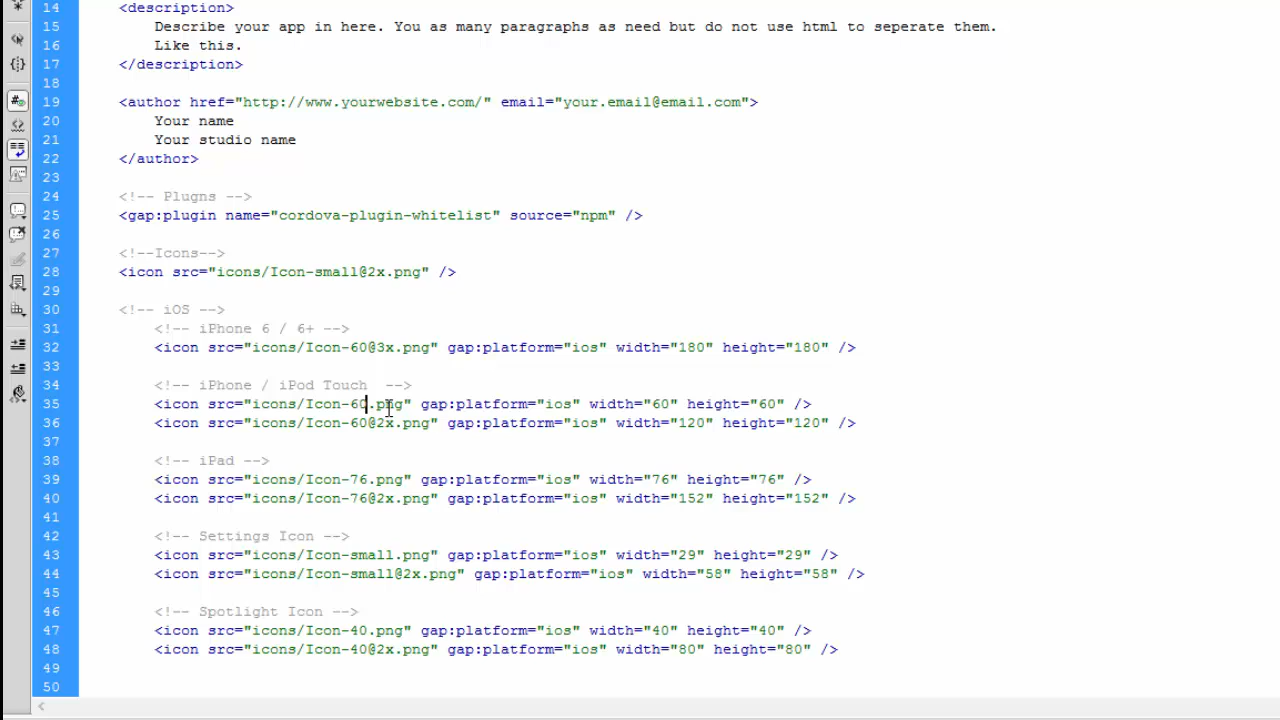 14 <description>
15 Describe your app in here. You as many paragraphs as need but do not use html to seperate them.
16 Like this.
17 </description>
18
19 <author href="http://www.yourwebsite.com/" email="your.email@email.com">
20 Your name
21 Your studio name
22 </author>
23
24 <!-- Plugns -->
25 <gap:plugin name="cordova-plugin-whitelist" source="npm" />
26
27 <!--Icons-->
28 <icon src="icons/Icon-small@2x.png" />
29
30 <!-- iOS -->
31 <!-- iPhone 6 / 6+ -->
32 <icon src="icons/Icon-60@3x.png" gap:platform="ios" width="180" height="180" />
33
34 <!-- iPhone / iPod Touch  -->
35 <icon src="icons/Icon-60.png" gap:platform="ios" width="60" height="60" />
36 <icon src="icons/Icon-60@2x.png" gap:platform="ios" width="120" height="120" />
37
38 <!-- iPad -->
39 <icon src="icons/Icon-76.png" gap:platform="ios" width="76" height="76" />
40 <icon src="icons/Icon-76@2x.png" gap:platform="ios" width="152" height="152" />
41
42 <!-- Settings Icon -->
43 <icon src="icons/Icon-small.png" gap:platform="ios" width="29" height="29" />
44 <icon src="icons/Icon-small@2x.png" gap:platform="ios" width="58" height="58" />
45
46 <!-- Spotlight Icon -->
47 <icon src="icons/Icon-40.png" gap:platform="ios" width="40" height="40" />
48 <icon src="icons/Icon-40@2x.png" gap:platform="ios" width="80" height="80" />
49
50